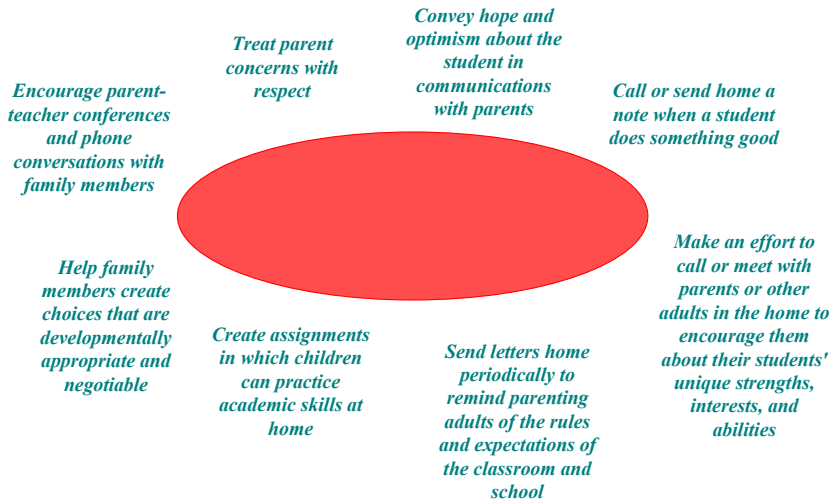 Convey hope and
optimism about the
student in
communications
with parents
Treat parent
concerns with
respect
Encourage parent-
teacher conferences
and phone
conversations with
family members
Call or send home a
note when a student
does something good
Make an effort to
call or meet with
parents or other
adults in the home to
encourage them
about their students'
unique strengths,
interests, and
abilities
Help family
members create
choices that are
developmentally
appropriate and
negotiable
Create assignments
in which children
can practice
academic skills at
home
Send letters home
periodically to
remind parenting
adults of the rules
and expectations of
the classroom and
school